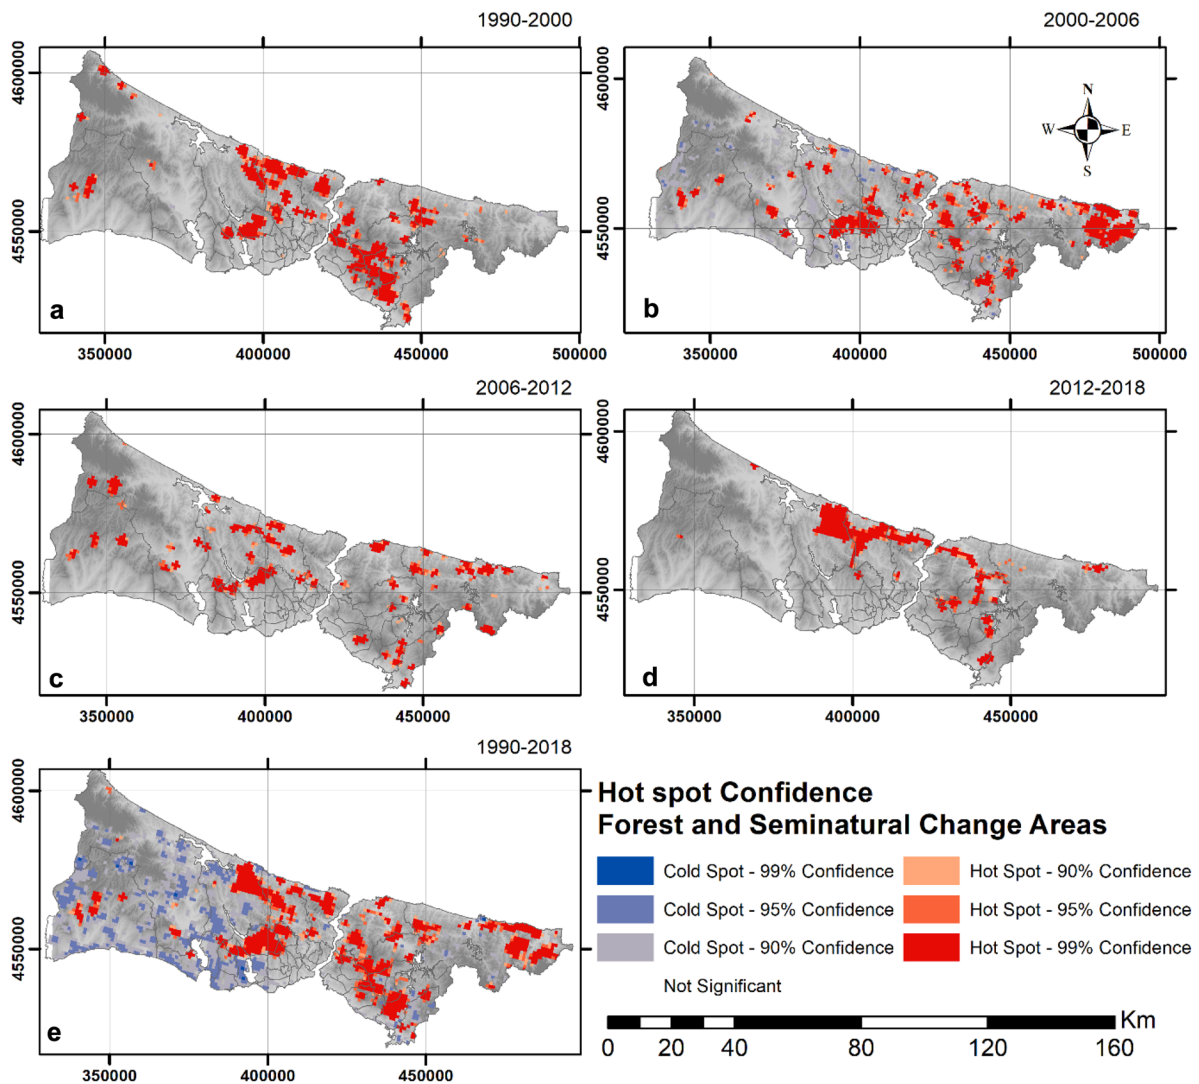 1990-2000
2000-2006
4600000
4550000
a
350000
400000
450000
500000
4600000
4550000
N
W
E
S
b
350000
400000
450000
500000
2006-2012
2012-2018
4600000
4550000
c
350000
400000
450000
4600000
4550000
d
350000
400000
450000
1990-2018
4600000
4550000
e
350000
400000
450000
Hot spot Confidence
Forest and Seminatural Change Areas
Cold Spot - 99% Confidence
Hot Spot - 90% Confidence
Cold Spot - 95% Confidence
Hot Spot - 95% Confidence
Cold Spot - 90% Confidence
Hot Spot - 99% Confidence
Not Significant
Km
0 20 40 80 120 160